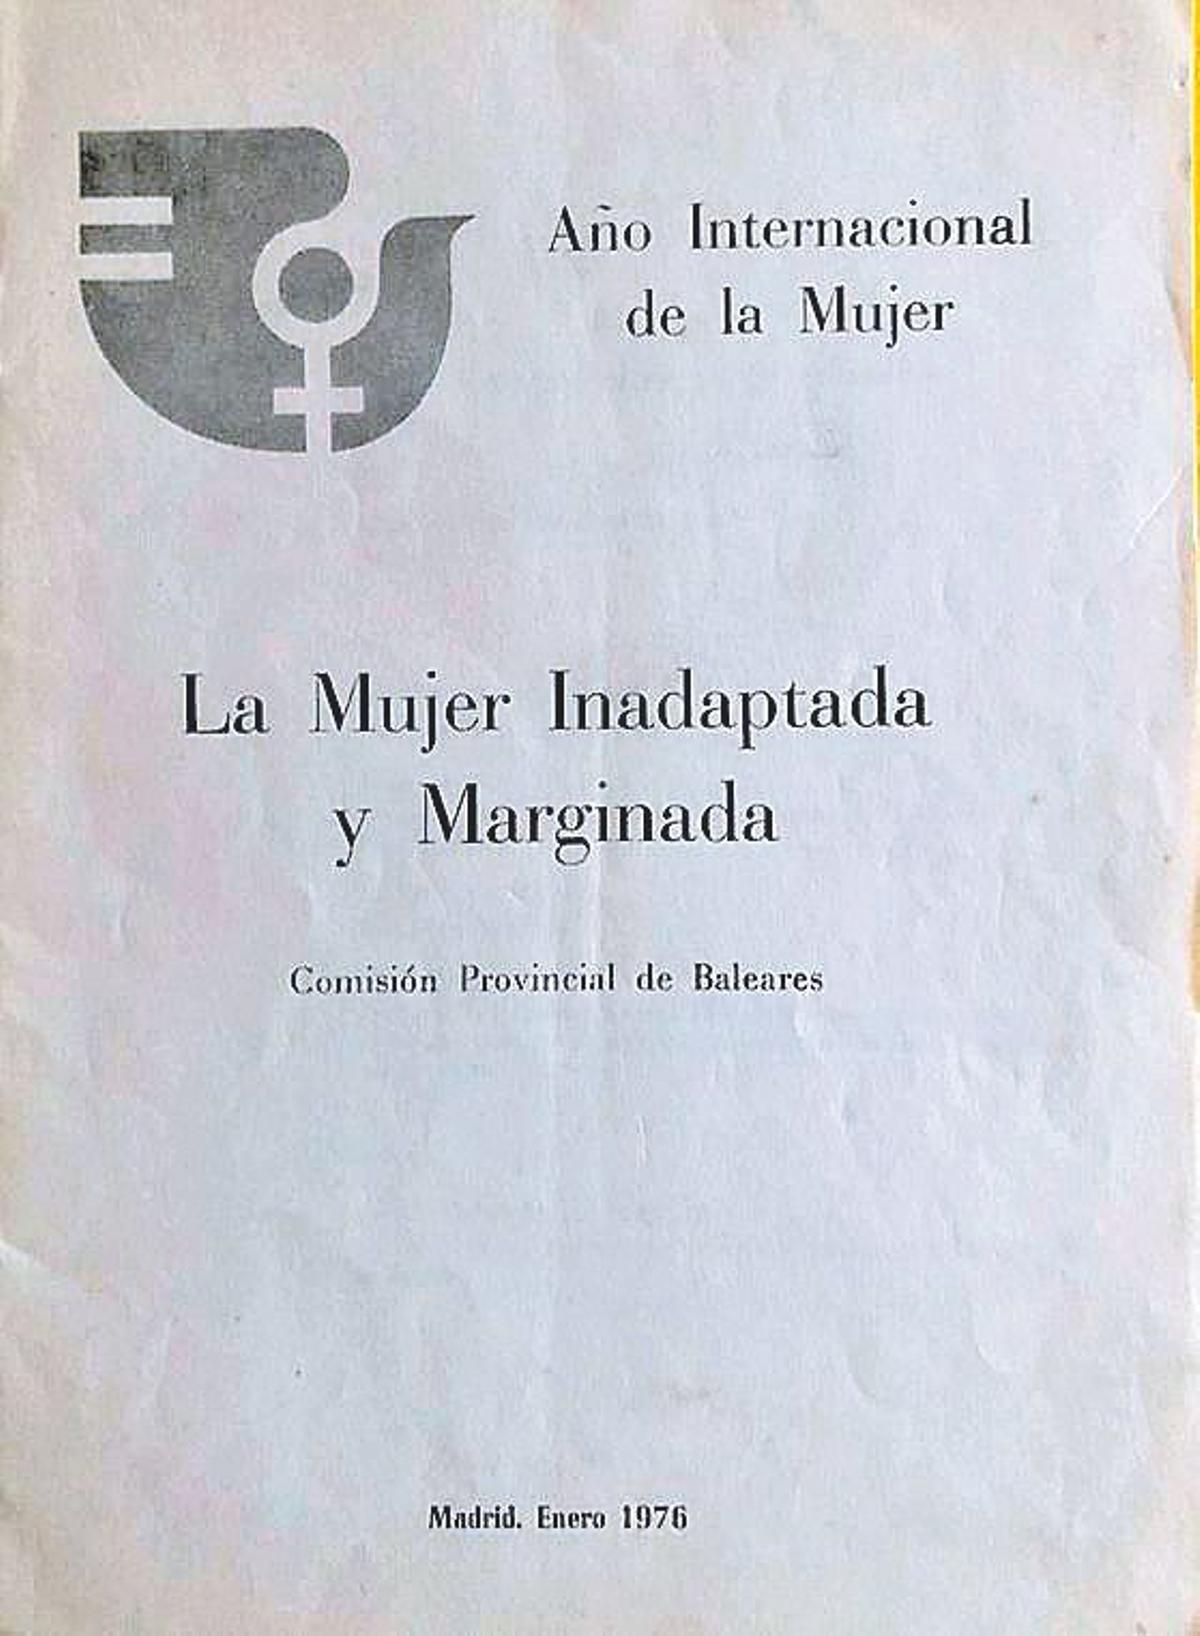 Año Internacional
de la Mujer
La Mujer Inadaptada
y Marginada
Comisión Provincial de Baleares
Madrid. Enero 1976